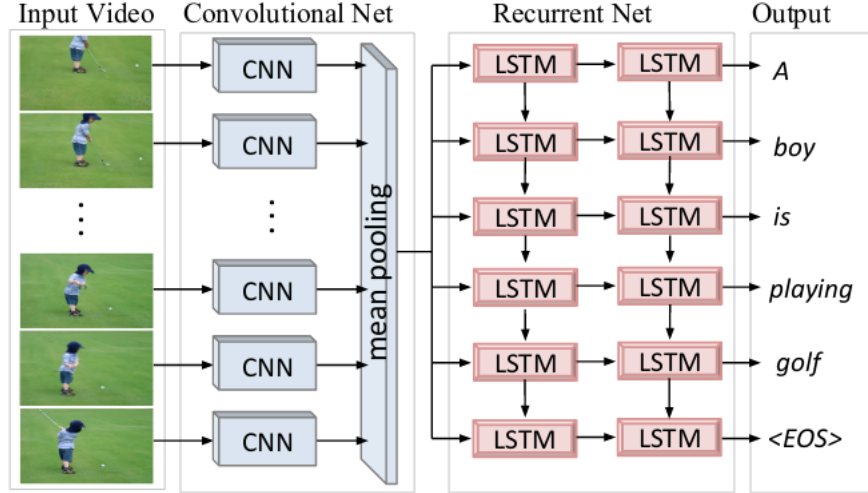 Input Video
Convolutional Net
Recurrent Net
Output
CNN
CNN
CNN
CNN
CNN
mean pooling
LSTM LSTM A
LSTM LSTM boy
LSTM LSTM is
LSTM LSTM playing
LSTM LSTM golf
LSTM LSTM <EOS>